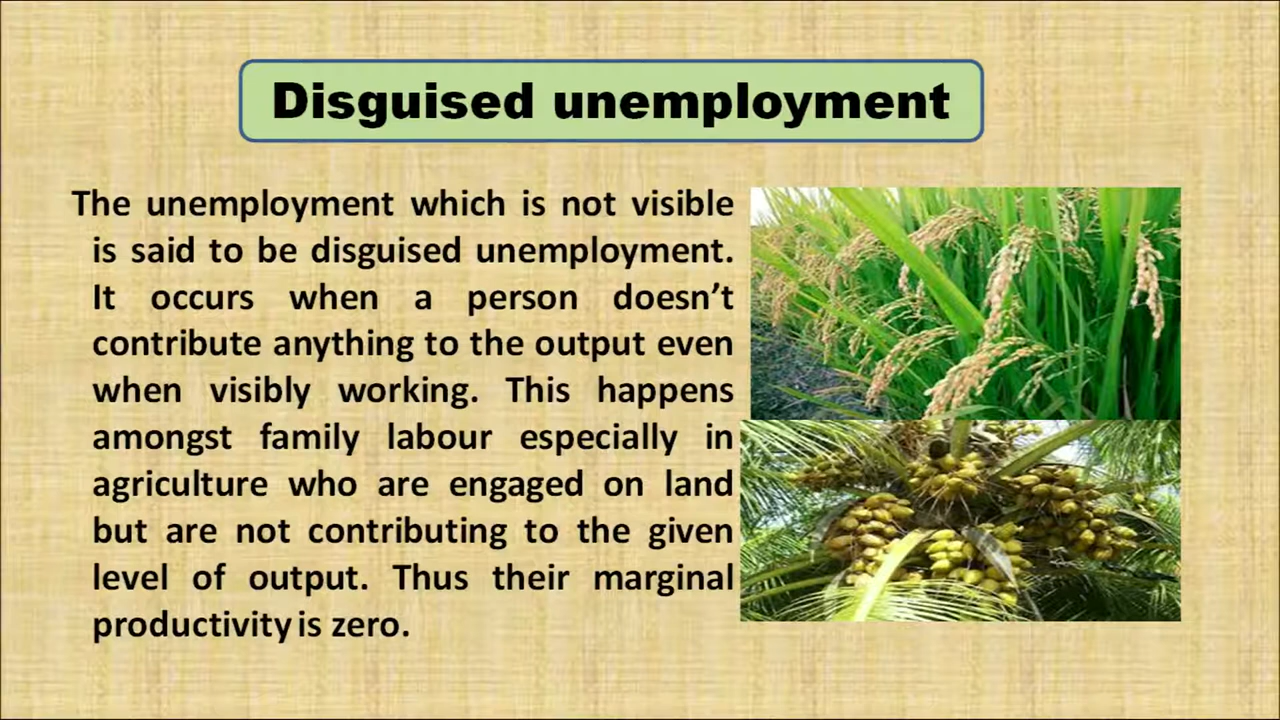 Disguised unemployment
The unemployment which is not visible
is said to be disguised unemployment.
It occurs when a person doesn’t
contribute anything to the output even
when visibly working. This happens
amongst family labour especially in
agriculture who are engaged on land
but are not contributing to the given
level of output. Thus their marginal
productivity is zero.